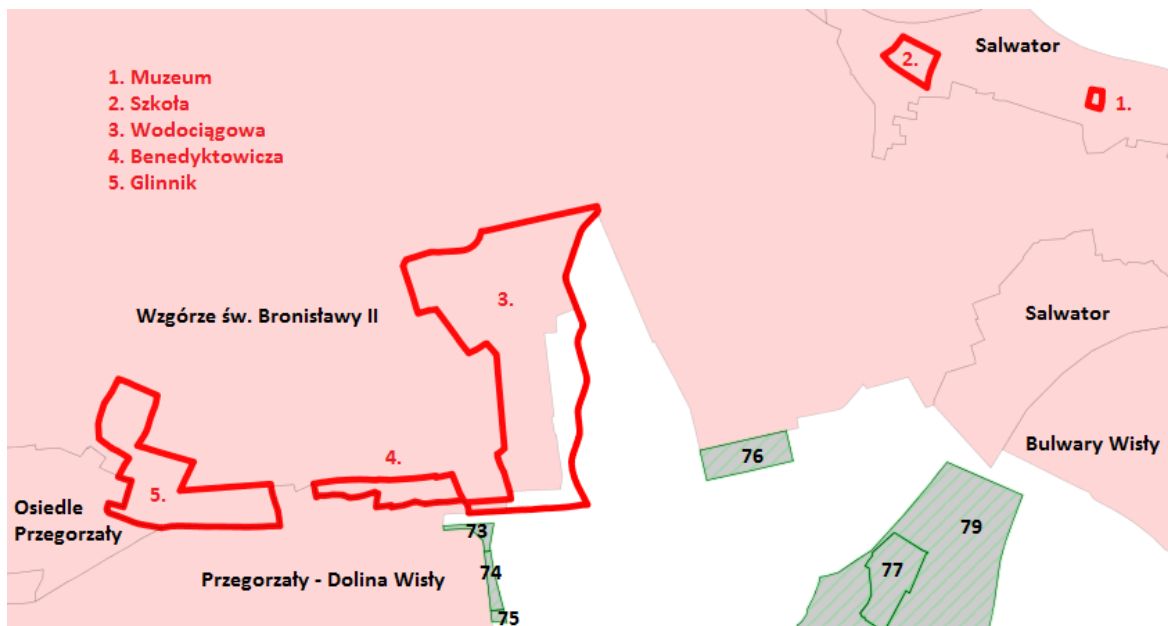 Salwator
2.
1.
1. Muzeum
2. Szkoła
3. Wodociągowa
4. Benedyktowicza
5. Glinnik
3.
Wzgórze św. Bronisławy II
Salwator
4.
Bulwary Wisły
76
5.
Osiedle
Przegorzały
73
79
74
77
Przegorzały - Dolina Wisły
75